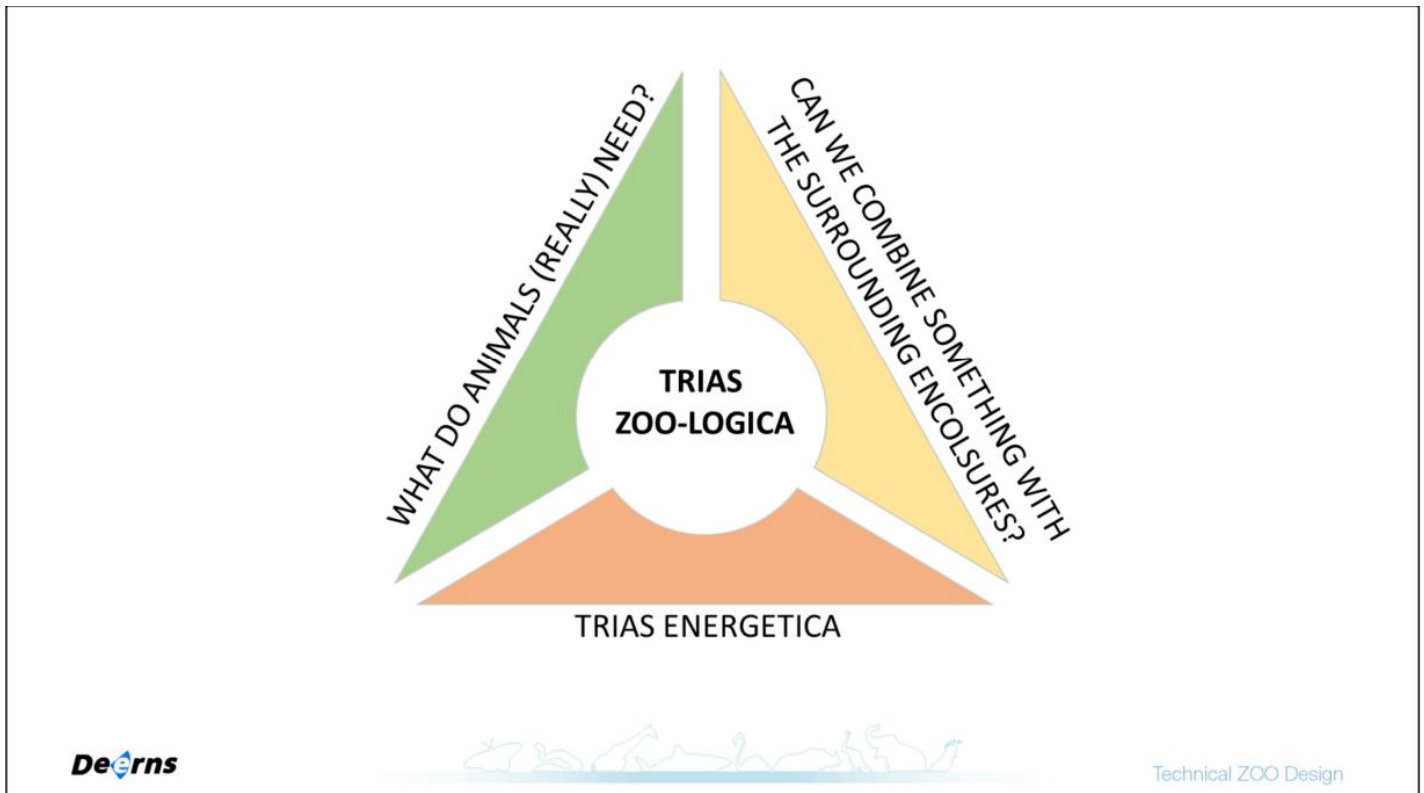 WHAT DO ANIMALS (REALLY) NEED?
CAN WE COMBINE SOMETHING WITH
THE SURROUNDING ENCOLSURES?
TRIAS
ZOO-LOGICA
TRIAS ENERGETICA
Deerns
Technical ZOO Design